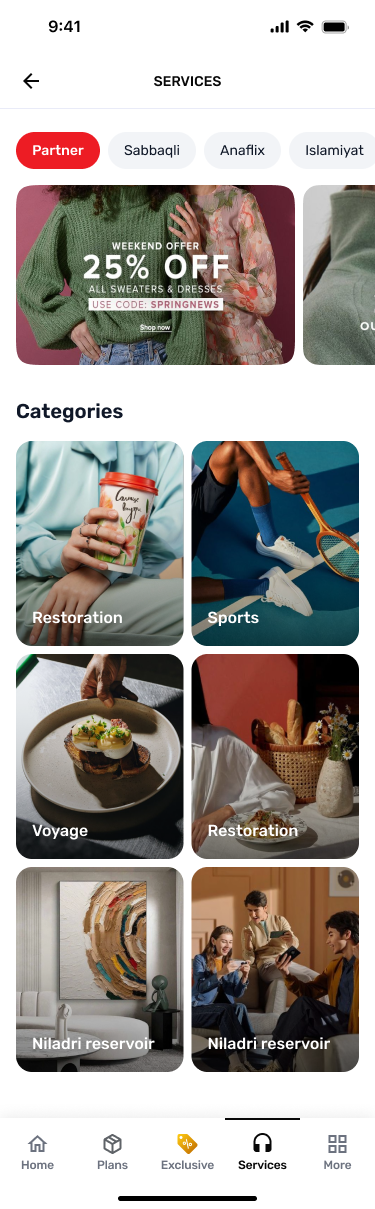 9:41
SERVICES
Partner
Sabbaqli
Anaflix
Islamiyat
WEEKEND OFFER
25% OFF
ALL SWEATERS & DRESSES
USE CODE: SPRINGNEWS
Shop now
Categories
Restoration
Sports
Voyage
Restoration
Niladri reservoir
Niladri reservoir
Home
Plans
Exclusive
Services
More